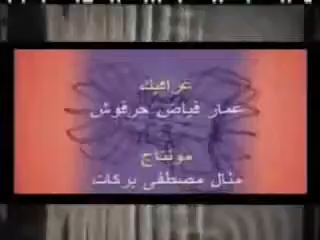 غرافيك
عمار فياض حرفوش
مونتاج
منال مصطفى بركات